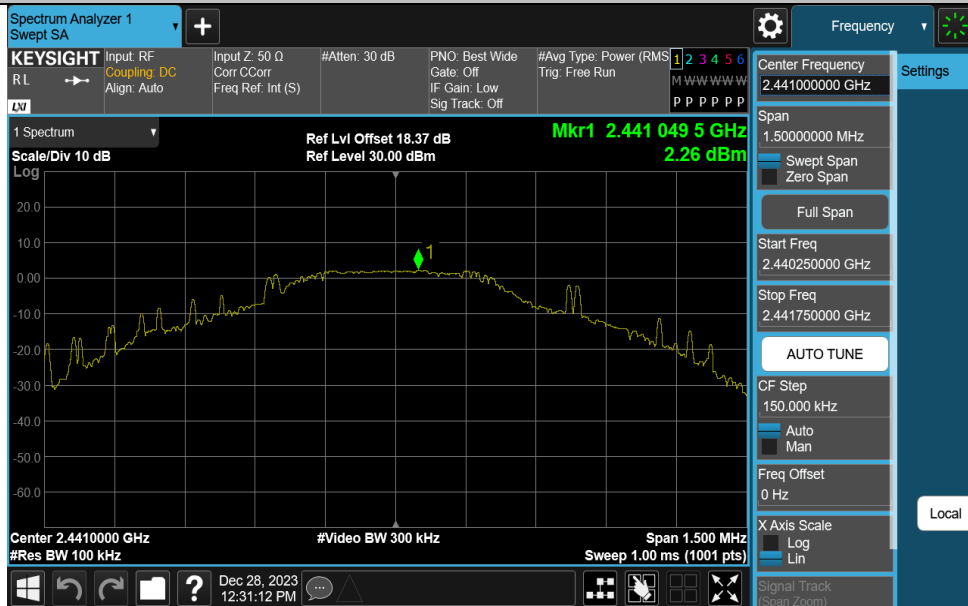 Spectrum Analyzer 1
Swept SA
+
Frequency
KEYSIGHT
RL
LXI
Input: RF
Coupling: DC
Align: Auto
Input Z: 50 Ω
Corr CCorr
Freq Ref: Int (S)
#Atten: 30 dB
PNO: Best Wide
Gate: Off
IF Gain: Low
Sig Track: Off
#Avg Type: Power (RMS
Trig: Free Run
1 2 3 4 5 6
M W W W W W
P P P P P P
1 Spectrum
Scale/Div 10 dB
Log
Ref Lvl Offset 18.37 dB
Ref Level 30.00 dBm
Mkr1 2.441 049 5 GHz
2.26 dBm
20.0
10.0
0.00
-10.0
-20.0
-30.0
-40.0
-50.0
-60.0
1
Center 2.4410000 GHz
#Res BW 100 kHz
#Video BW 300 kHz
Span 1.500 MHz
Sweep 1.00 ms (1001 pts)
?
Dec 28, 2023
12:31:12 PM
Center Frequency
2.441000000 GHz
Span
1.50000000 MHz
Swept Span
Zero Span
Full Span
Start Freq
2.440250000 GHz
Stop Freq
2.441750000 GHz
AUTO TUNE
CF Step
150.000 kHz
Auto
Man
Freq Offset
0 Hz
X Axis Scale
Log
Lin
Signal Track
(Span Zoom)
Settings
Local